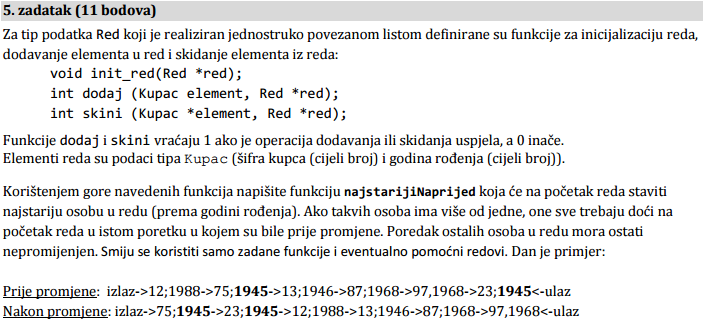 5. zadatak (11 bodova)
Za tip podatka Red koji je realiziran jednostruko povezanom listom definirane su funkcije za inicijalizaciju reda,
dodavanje elementa u red i skidanje elementa iz reda:
void init_red(Red *red);
int dodaj (Kupac element, Red *red);
int skini (Kupac *element, Red *red);
Funkcije dodaj i skini vraćaju 1 ako je operacija dodavanja ili skidanja uspjela, a 0 inače.
Elementi reda su podaci tipa Kupac (šifra kupca (cijeli broj) i godina rođenja (cijeli broj)).
Korištenjem gore navedenih funkcija napišite funkciju najstarijiNaprijed koja će na početak reda staviti
najstariju osobu u redu (prema godini rođenja). Ako takvih osoba ima više od jedne, one sve trebaju doći na
početak reda u istom poretku u kojem su bile prije promjene. Poredak ostalih osoba u redu mora ostati
nepromijenjen. Smiju se koristiti samo zadane funkcije i eventualno pomoćni redovi. Dan je primjer:
Prije promjene: izlaz->12;1988->75;1945->13;1946->87;1968->97,1968->23;1945<-ulaz
Nakon promjene: izlaz->75;1945->23;1945->12;1988->13;1946->87;1968->97,1968<-ulaz